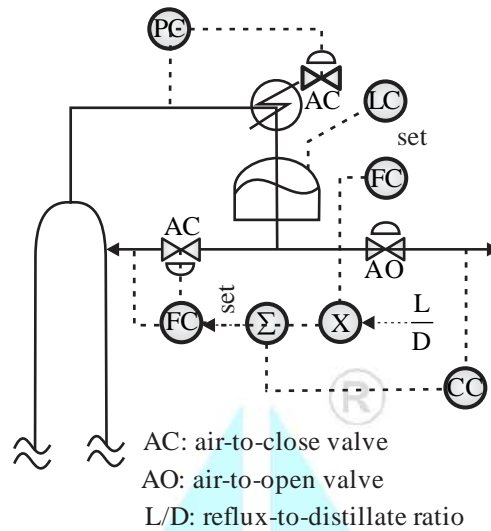 PC
AC
LC
set
FC
AC
AO
FC
set
Σ
X
L
D
CC
®
AC: air-to-close valve
AO: air-to-open valve
L/D: reflux-to-distillate ratio